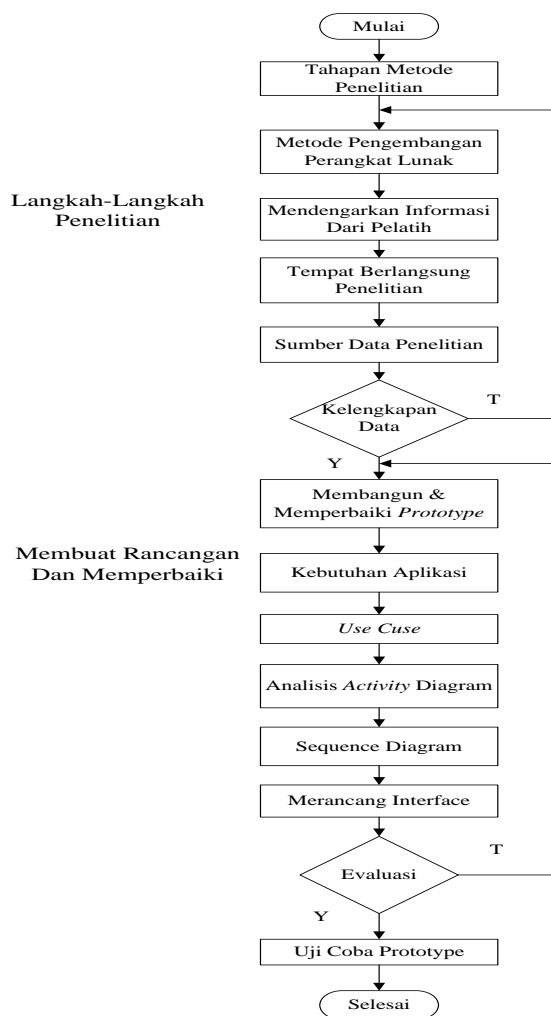 Mulai
Tahapan Metode
Penelitian
Metode Pengembangan
Perangkat Lunak
Langkah-Langkah
Penelitian
Mendengarkan Informasi
Dari Pelatih
Tempat Berlangsung
Penelitian
Sumber Data Penelitian
Kelengkapan
Data
T
Y
Membangun &
Memperbaiki Prototype
Membuat Rancangan
Dan Memperbaiki
Kebutuhan Aplikasi
Use Cuse
Analisis Activity Diagram
Sequence Diagram
Merancang Interface
Evaluasi
T
Y
Uji Coba Prototype
Selesai